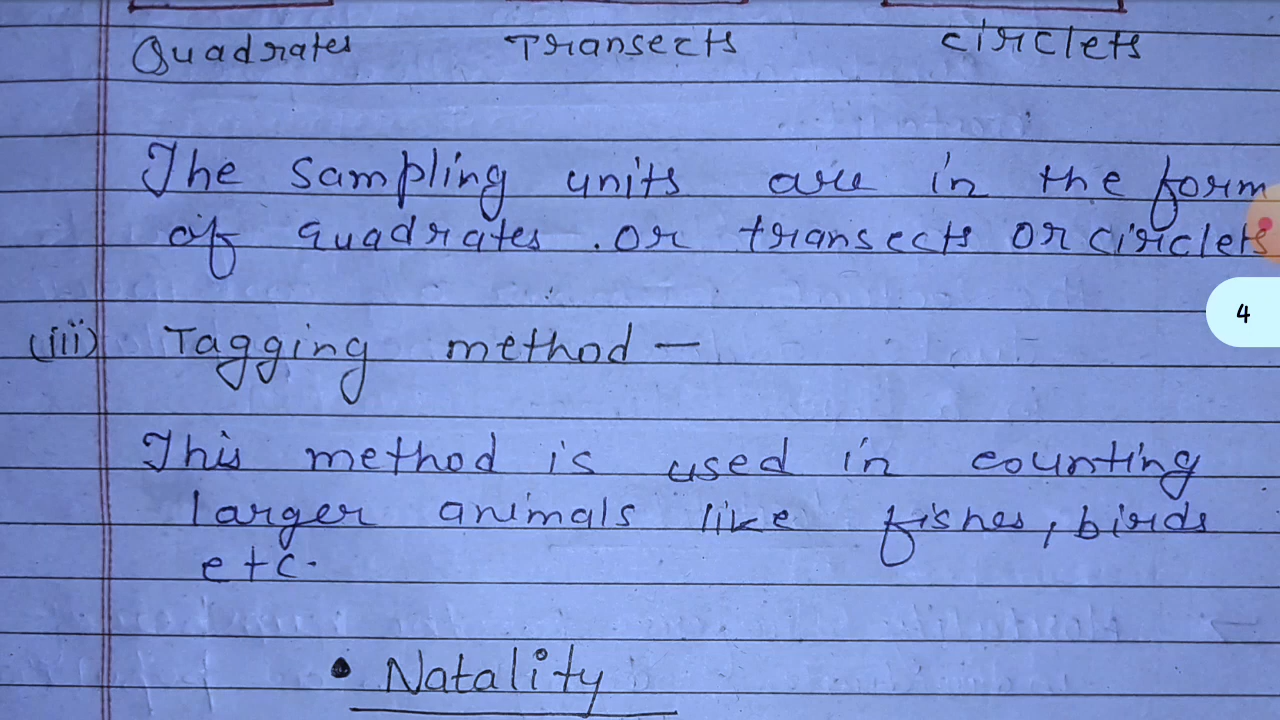 Quadrates Transects circlets
The sampling units are in the form
of quadrates . or transects or circlets
4
(iii) Tagging method —
This method is used in counting
larger animals like fishes, birds
etc.
• Natality